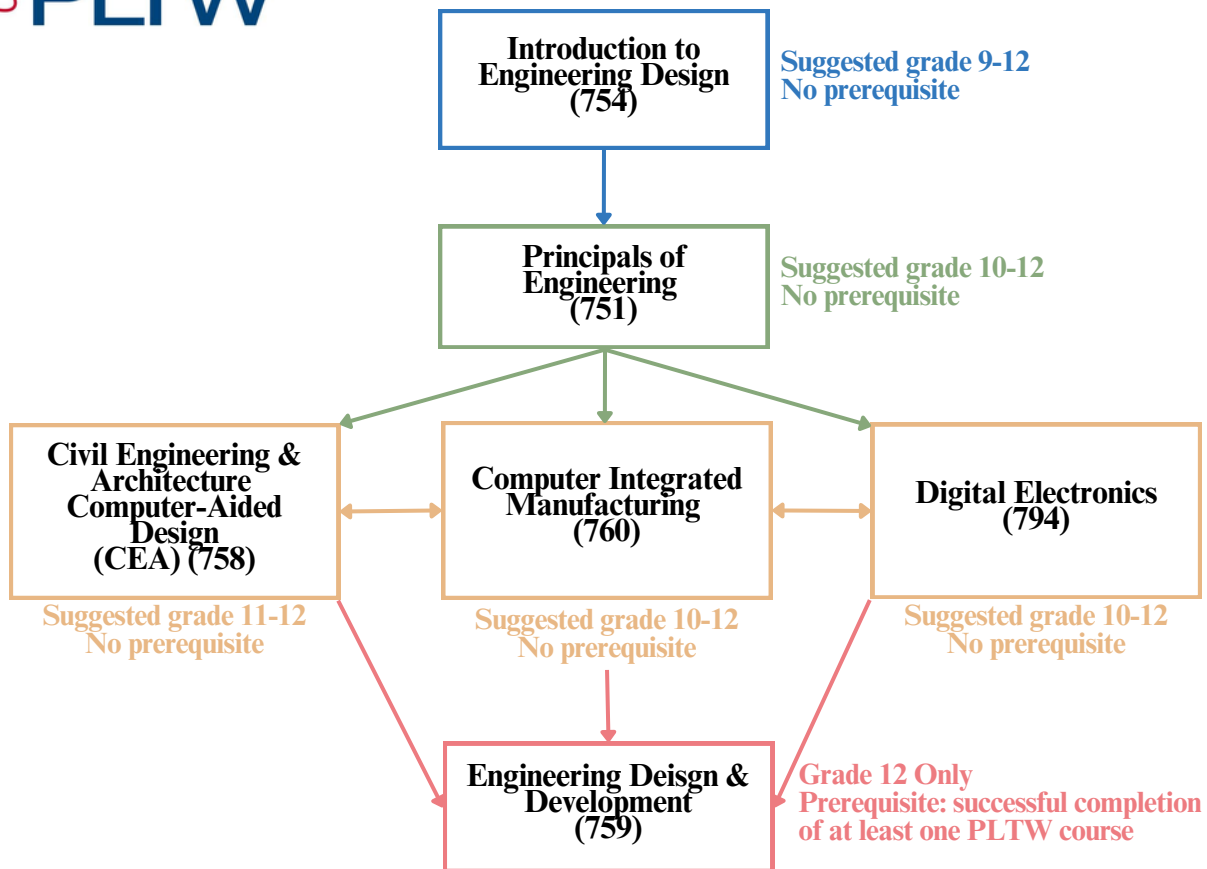 PLTW
Introduction to
Engineering Design
(754)
Suggested grade 9-12
No prerequisite
Principals of
Engineering
(751)
Suggested grade 10-12
No prerequisite
Civil Engineering &
Architecture
Computer-Aided
Design
(CEA) (758)
Suggested grade 11-12
No prerequisite
Computer Integrated
Manufacturing
(760)
Suggested grade 10-12
No prerequisite
Digital Electronics
(794)
Suggested grade 10-12
No prerequisite
Engineering Deisgn &
Development
(759)
Grade 12 Only
Prerequisite: successful completion
of at least one PLTW course